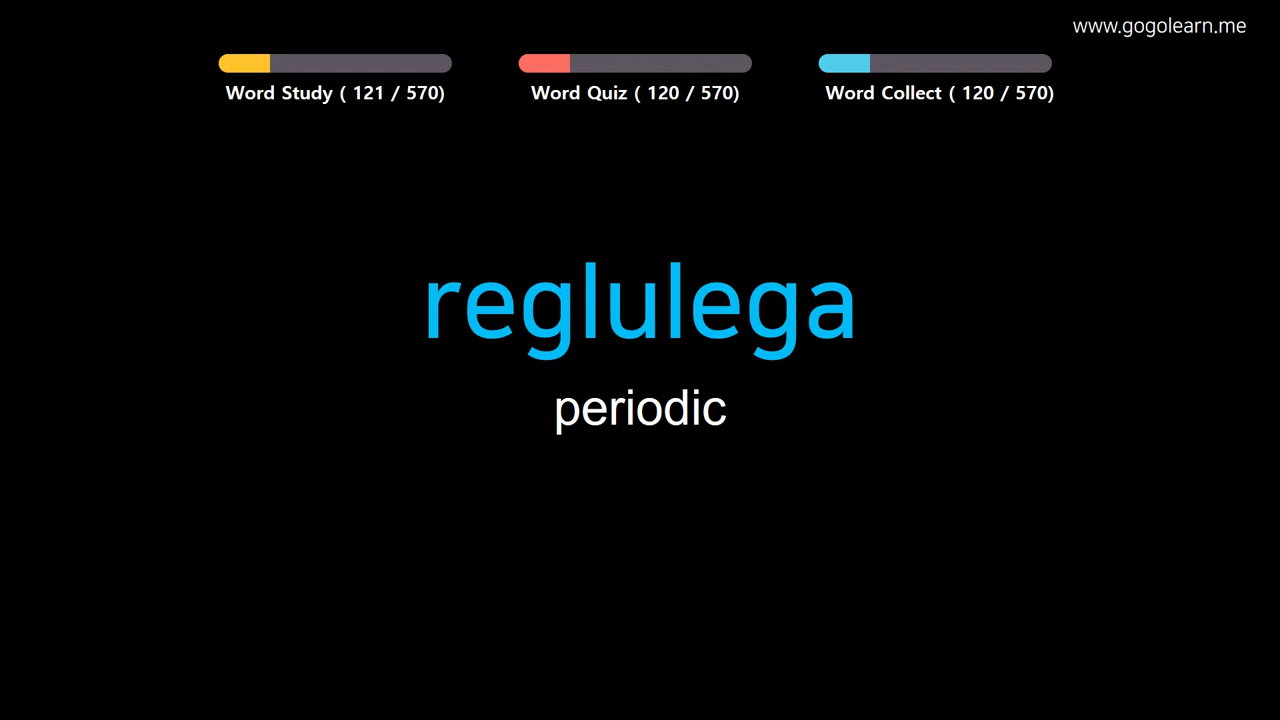 www.gogolearn.me
Word Study ( 121 / 570)
Word Quiz ( 120 / 570)
Word Collect ( 120 / 570)
reglulega
periodic